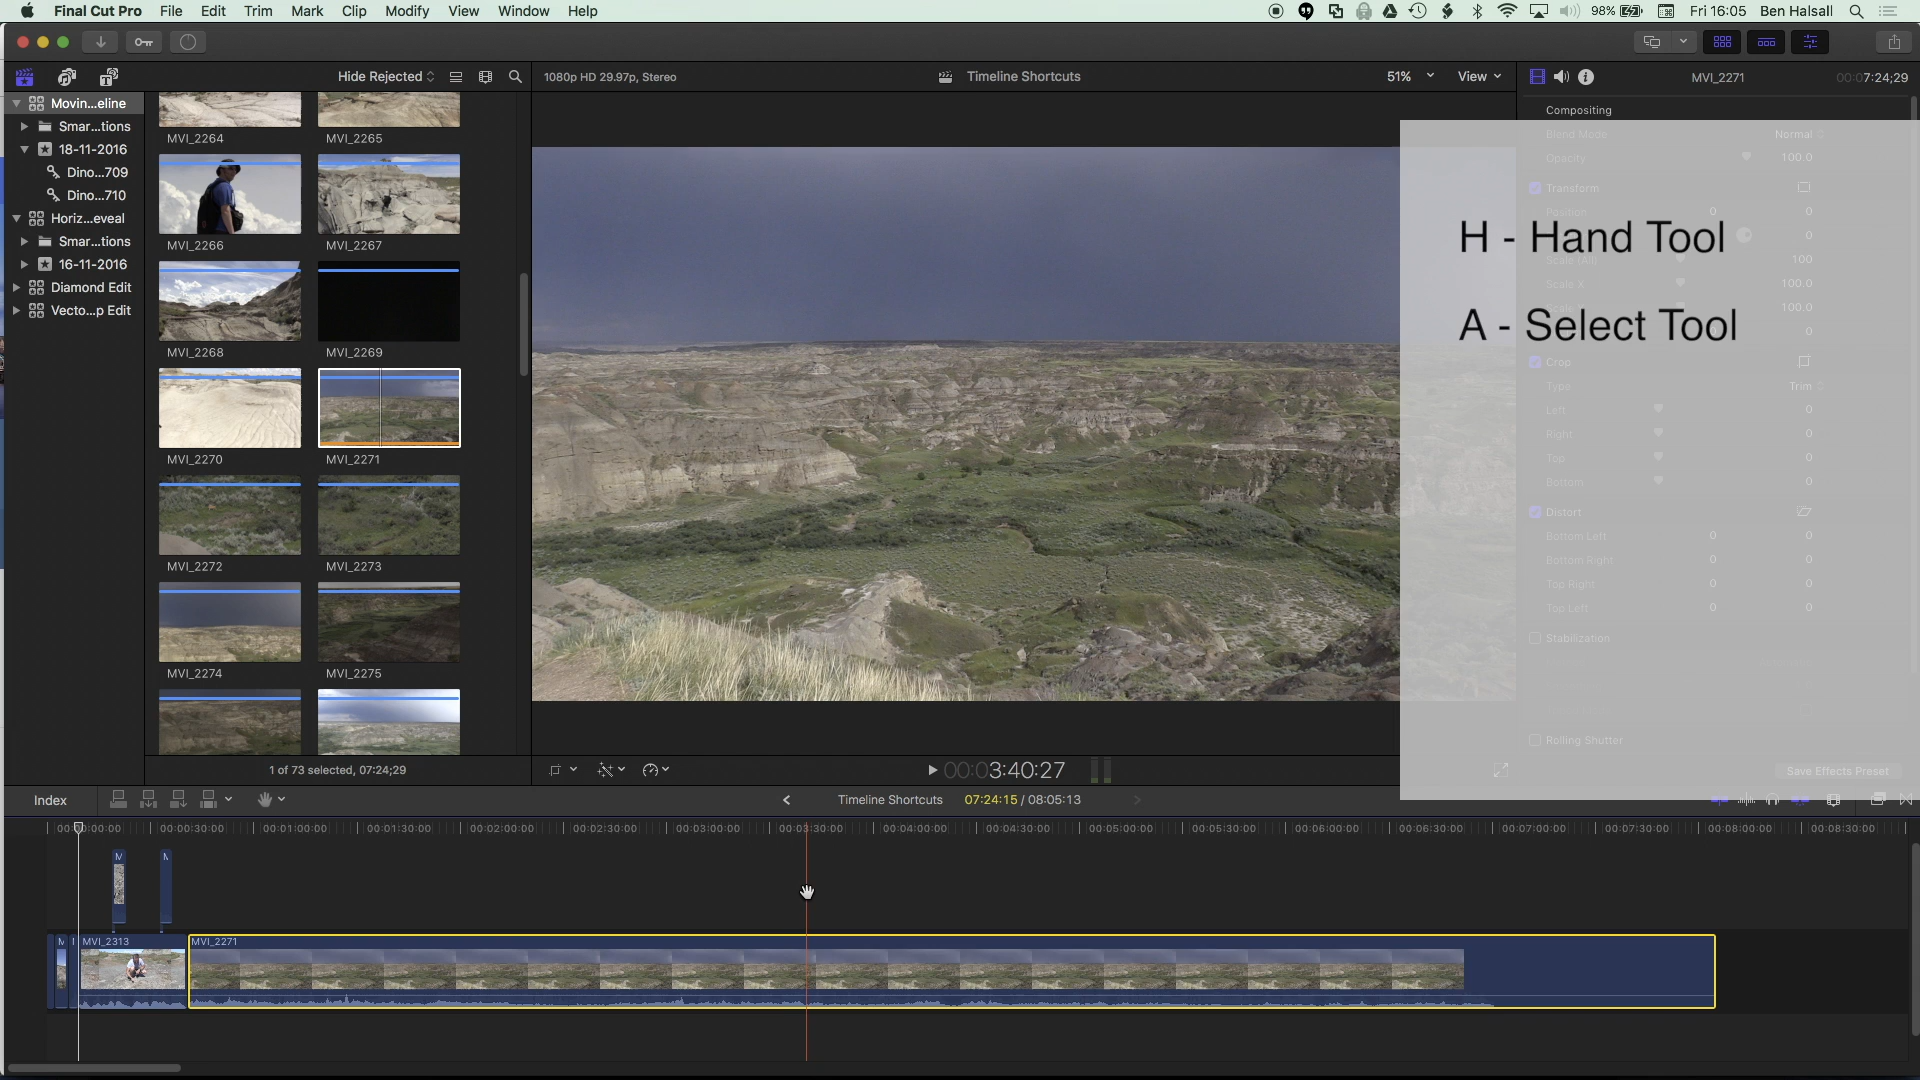 Final Cut Pro File Edit Trim Mark Clip Modify View Window Help 98% Fri 16:05 Ben Halsall
Hide Rejected 1080p HD 29.97p, Stereo Timeline Shortcuts 51% View MVI_2271 00:07:24;29
Movin...eline
Smar...tions
18-11-2016
Dino...709
Dino...710
Horiz...eveal
Smar...tions
16-11-2016
Diamond Edit
Vecto...p Edit
MVI_2264 MVI_2265
MVI_2266 MVI_2267
MVI_2268 MVI_2269
MVI_2270 MVI_2271
MVI_2272 MVI_2273
MVI_2274 MVI_2275
1 of 73 selected, 07:24;29
00:03:40:27
Compositing
Blend Mode Normal
Opacity 100.0
Transform
Position 0 0
0
H - Hand Tool
Scale (All) 100
Scale X 100.0
100.0
A - Select Tool
0 0
Crop
Type Trim
Left 0
Right 0
Top 0
Bottom 0
Distort
Bottom Left 0 0
Bottom Right 0 0
Top Right 0 0
Top Left 0 0
Stabilization
Rolling Shutter
Save Effects Preset
Index Timeline Shortcuts 07:24:15 / 08:05:13
00:00:30:00 00:01:00:00 00:01:30:00 00:02:00:00 00:02:30:00 00:03:00:00 00:03:30:00 00:04:00:00 00:04:30:00 00:05:00:00 00:05:30:00 00:06:00:00 00:06:30:00 00:07:00:00 00:07:30:00 00:08:00:00 00:08:30:00
M
M MVI_2313 MVI_2271